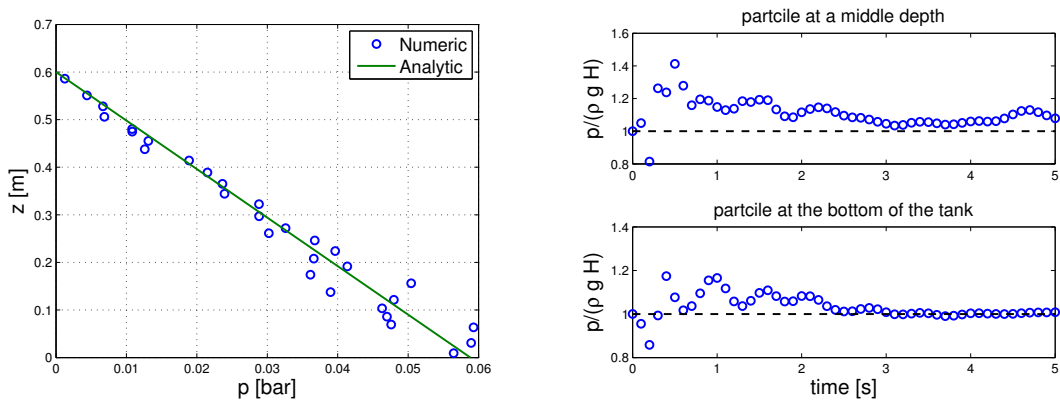 0.7
0.6
0.5
0.4
0.3
0.2
0.1
0
z [m]
0 0.01 0.02 0.03 0.04 0.05 0.06
p [bar]
Numeric
Analytic
partcile at a middle depth
1.6
1.4
1.2
1
0.8
p/(ρ g H)
0 1 2 3 4 5
partcile at the bottom of the tank
1.4
1.2
1
0.8
p/(ρ g H)
0 1 2 3 4 5
time [s]